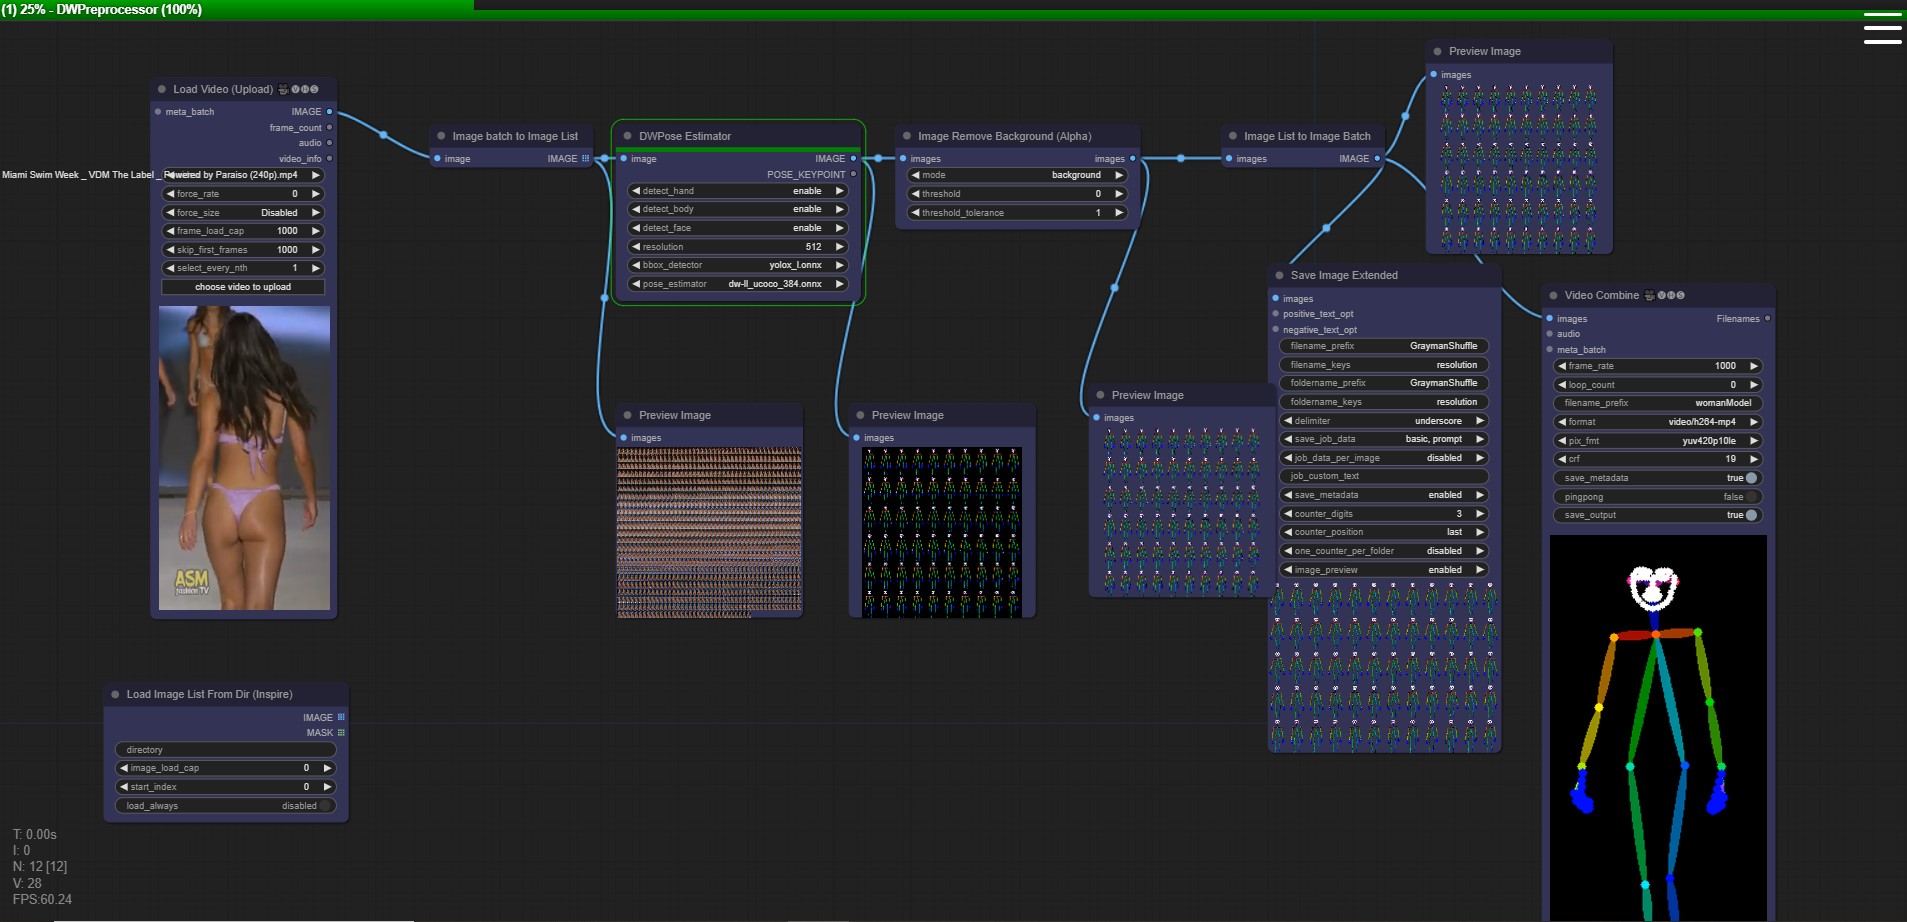 (1) 25% - DWPreprocessor (100%)
Load Video (Upload)
meta_batch IMAGE
frame_count
audio
video_info
Miami Swim Week _ VDM The Label _ Powered by Paraiso (240p).mp4
force_rate 0
force_size Disabled
frame_load_cap 1000
skip_first_frames 1000
select_every_nth 1
choose video to upload
ASM
fashion TV
Image batch to Image List
image IMAGE
DWPose Estimator
image IMAGE
POSE_KEYPOINT
detect_hand enable
detect_body enable
detect_face enable
resolution 512
bbox_detector yolox_l.onnx
pose_estimator dw-ll_ucoco_384.onnx
Image Remove Background (Alpha)
images images
mode background
threshold 0
threshold_tolerance 1
Image List to Image Batch
images IMAGE
Preview Image
images
Preview Image
images
Preview Image
images
Preview Image
images
Save Image Extended
images
positive_text_opt
negative_text_opt
filename_prefix GraymanShuffle
filename_keys resolution
foldername_prefix GraymanShuffle
foldername_keys resolution
delimiter underscore
save_job_data basic, prompt
job_data_per_image disabled
job_custom_text
save_metadata enabled
counter_digits 3
counter_position last
one_counter_per_folder disabled
image_preview enabled
Video Combine
images Filenames
audio
meta_batch
frame_rate 1000
loop_count 0
filename_prefix womanModel
format video/h264-mp4
pix_fmt yuv420p10le
crf 19
save_metadata true
pingpong false
save_output true
Load Image List From Dir (Inspire)
IMAGE
MASK
directory
image_load_cap 0
start_index 0
load_always disabled
T: 0.00s
I: 0
N: 12 [12]
V: 28
FPS:60.24